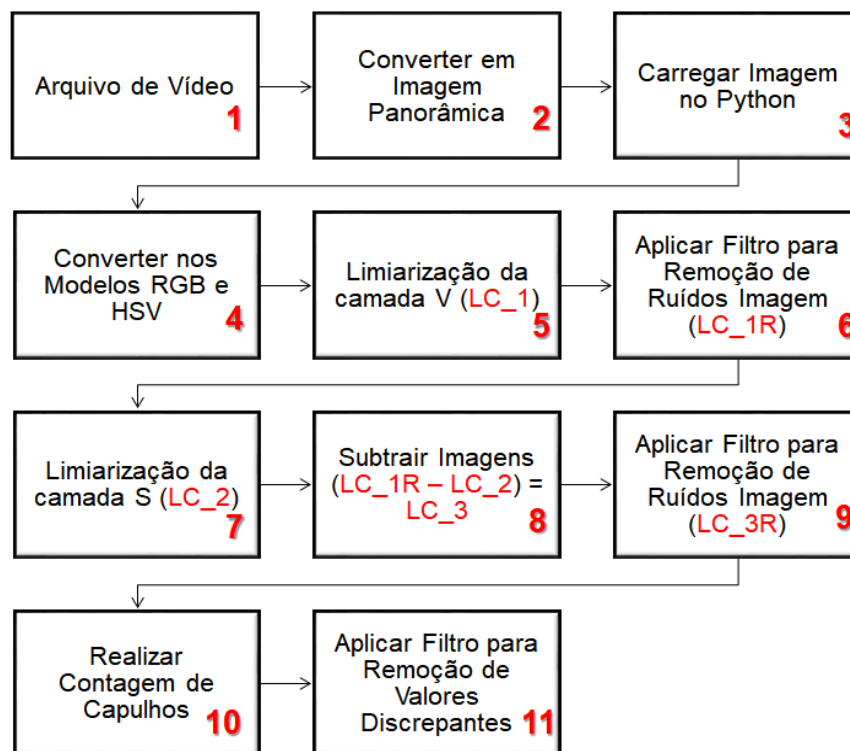 Arquivo de Vídeo
1
Converter em
Imagem
Panorâmica
2
Carregar Imagem
no Python
3
Converter nos
Modelos RGB e
HSV
4
Limiarização da
camada V (LC_1)
5
Aplicar Filtro para
Remoção de
Ruídos Imagem
(LC_1R)
6
Limiarização da
camada S (LC_2)
7
Subtrair Imagens
(LC_1R – LC_2) =
LC_3
8
Aplicar Filtro para
Remoção de
Ruídos Imagem
(LC_3R)
9
Realizar
Contagem de
Capulhos
10
Aplicar Filtro para
Remoção de
Valores
Discrepantes
11